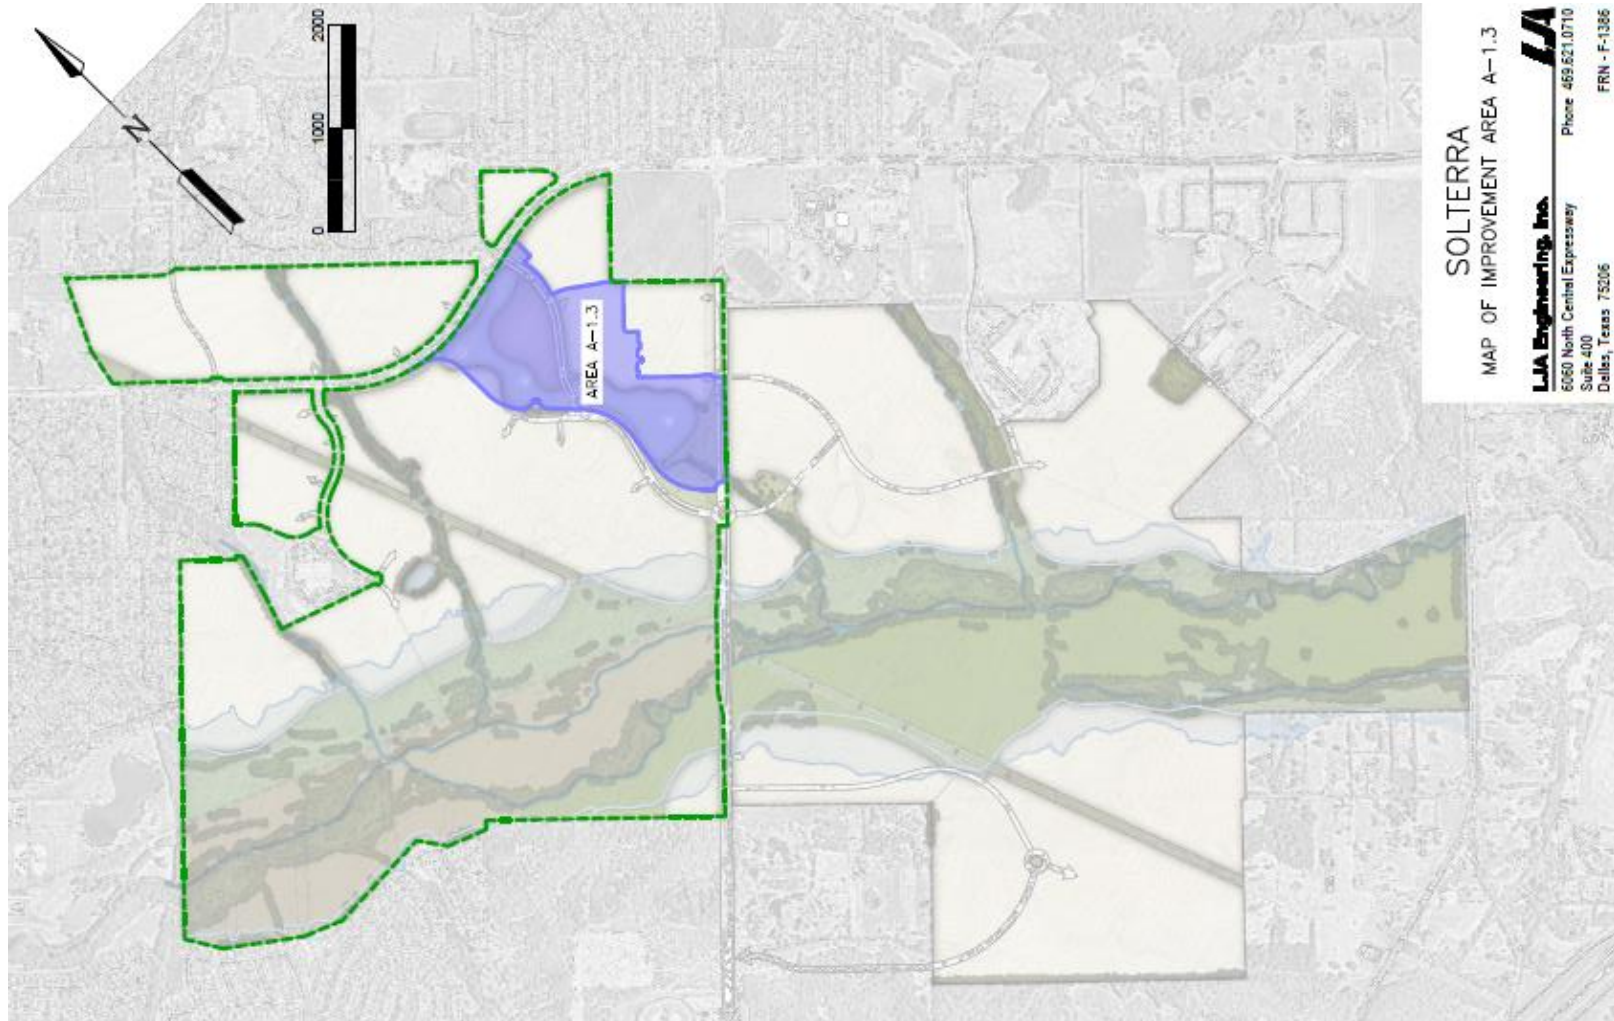 SOLTERRA
MAP OF IMPROVEMENT AREA A-1.3
LJA Engineering, Inc.
6060 North Central Expressway
Suite 400
Dallas, Texas 75206
Phone 469.621.0710
FRN - F-1386
LJA
N
0
1000
2000
AREA A-1.3